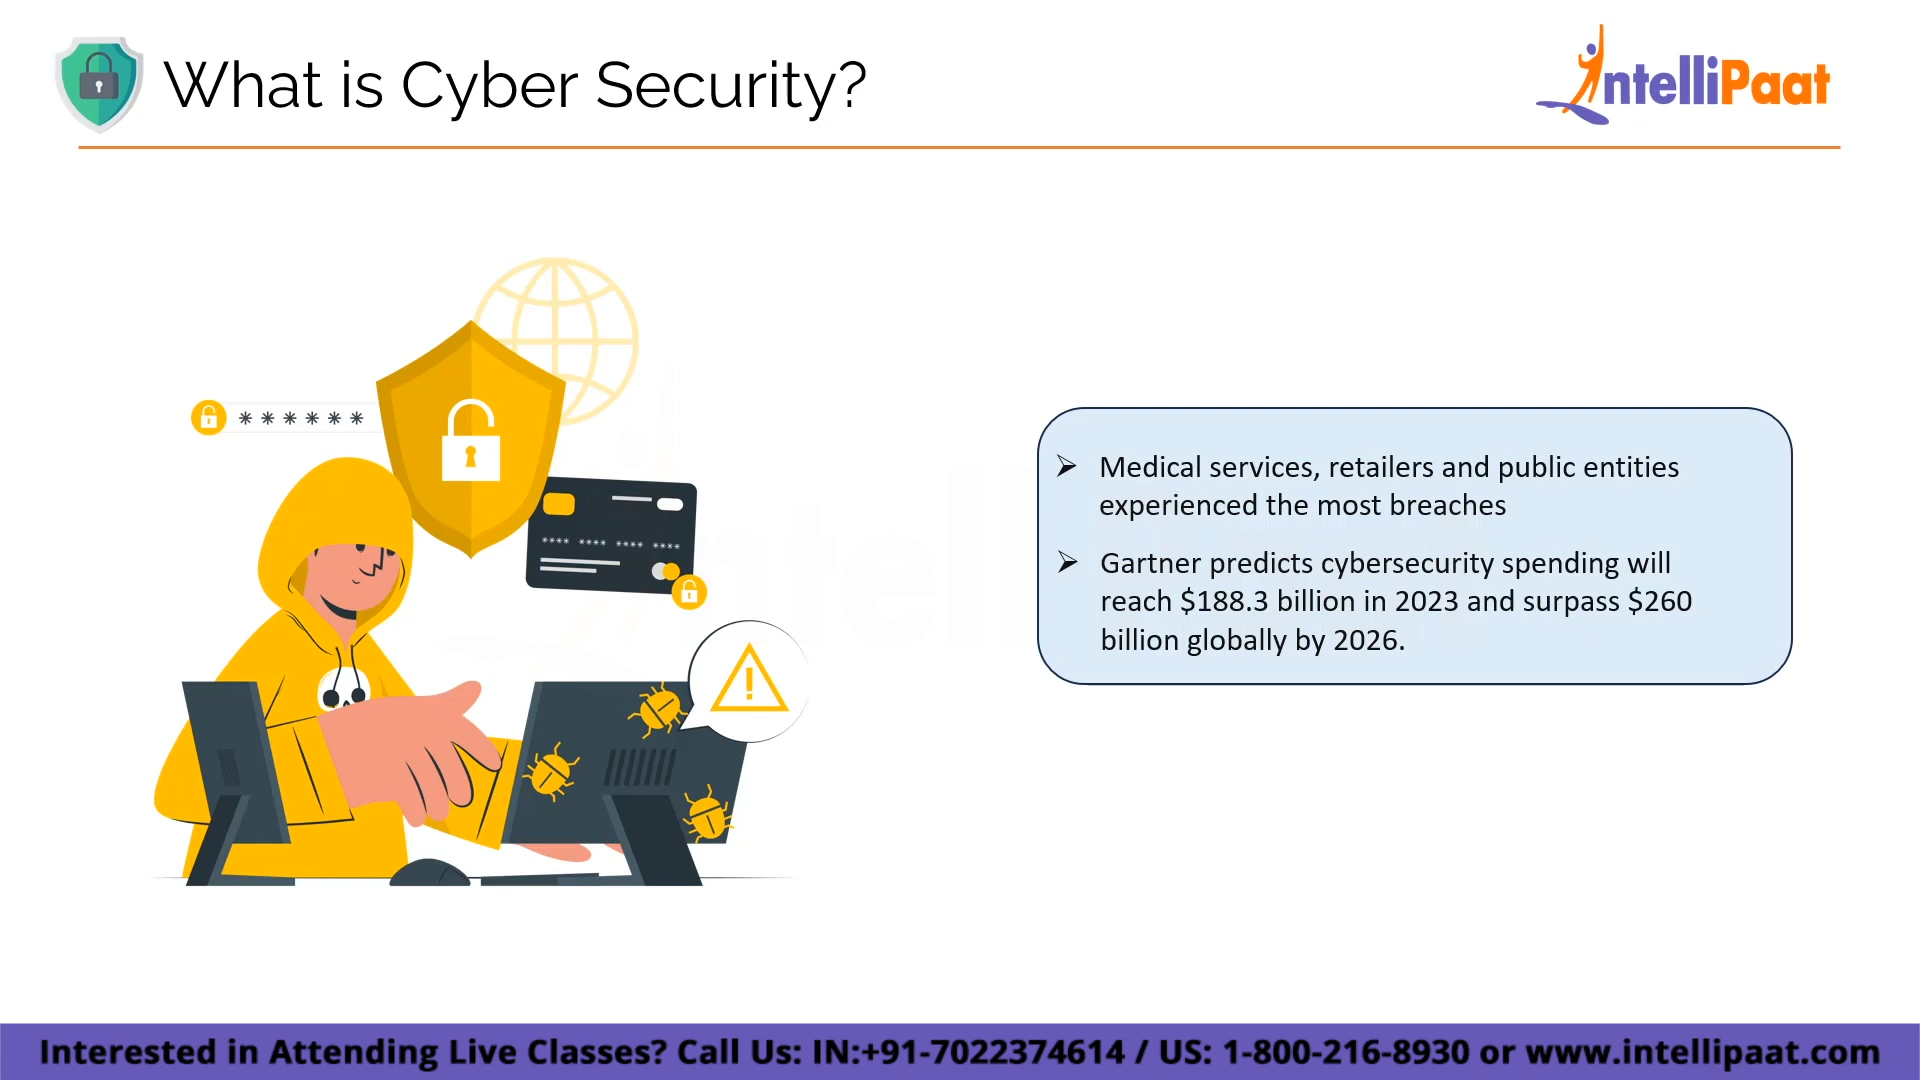 What is Cyber Security?
IntelliPaat
******
Medical services, retailers and public entities
experienced the most breaches
Gartner predicts cybersecurity spending will
reach $188.3 billion in 2023 and surpass $260
billion globally by 2026.
**** **** **** ****
!
Interested in Attending Live Classes? Call Us: IN:+91-7022374614 / US: 1-800-216-8930 or www.intellipaat.com